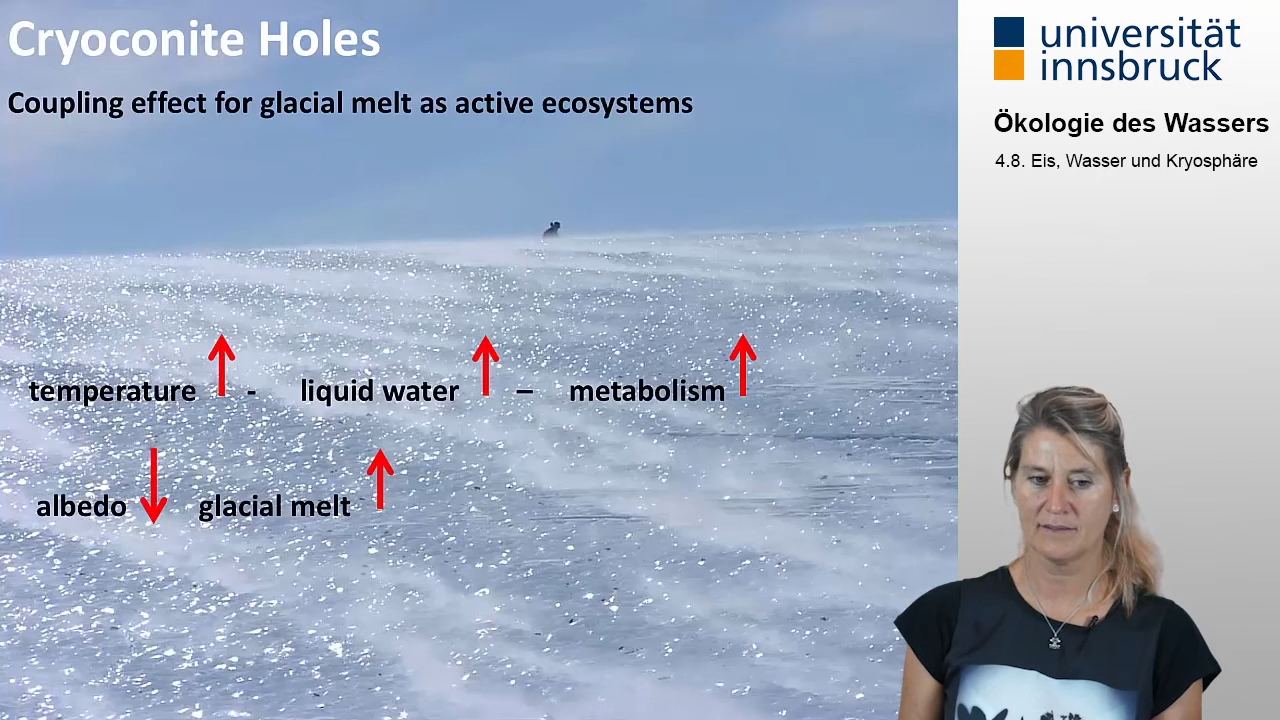 Cryoconite Holes
Coupling effect for glacial melt as active ecosystems
temperature - liquid water – metabolism
albedo glacial melt
universität
innsbruck
Ökologie des Wassers
4.8. Eis, Wasser und Kryosphäre